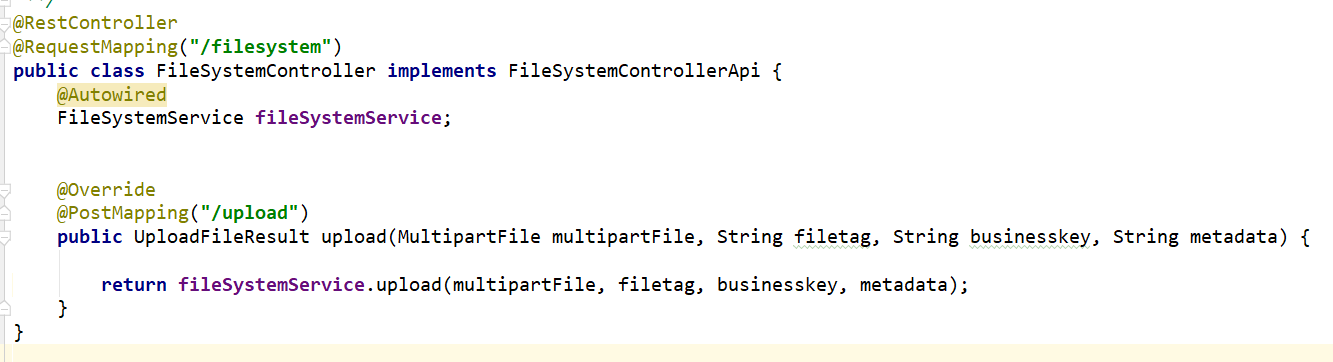 **/
@RestController
@RequestMapping("/filesystem")
public class FileSystemController implements FileSystemControllerApi {
    @Autowired
    FileSystemService fileSystemService;
    @Override
    @PostMapping("/upload")
    public UploadFileResult upload(MultipartFile multipartFile, String filetag, String businesskey, String metadata) {
        return fileSystemService.upload(multipartFile, filetag, businesskey, metadata);
    }
}